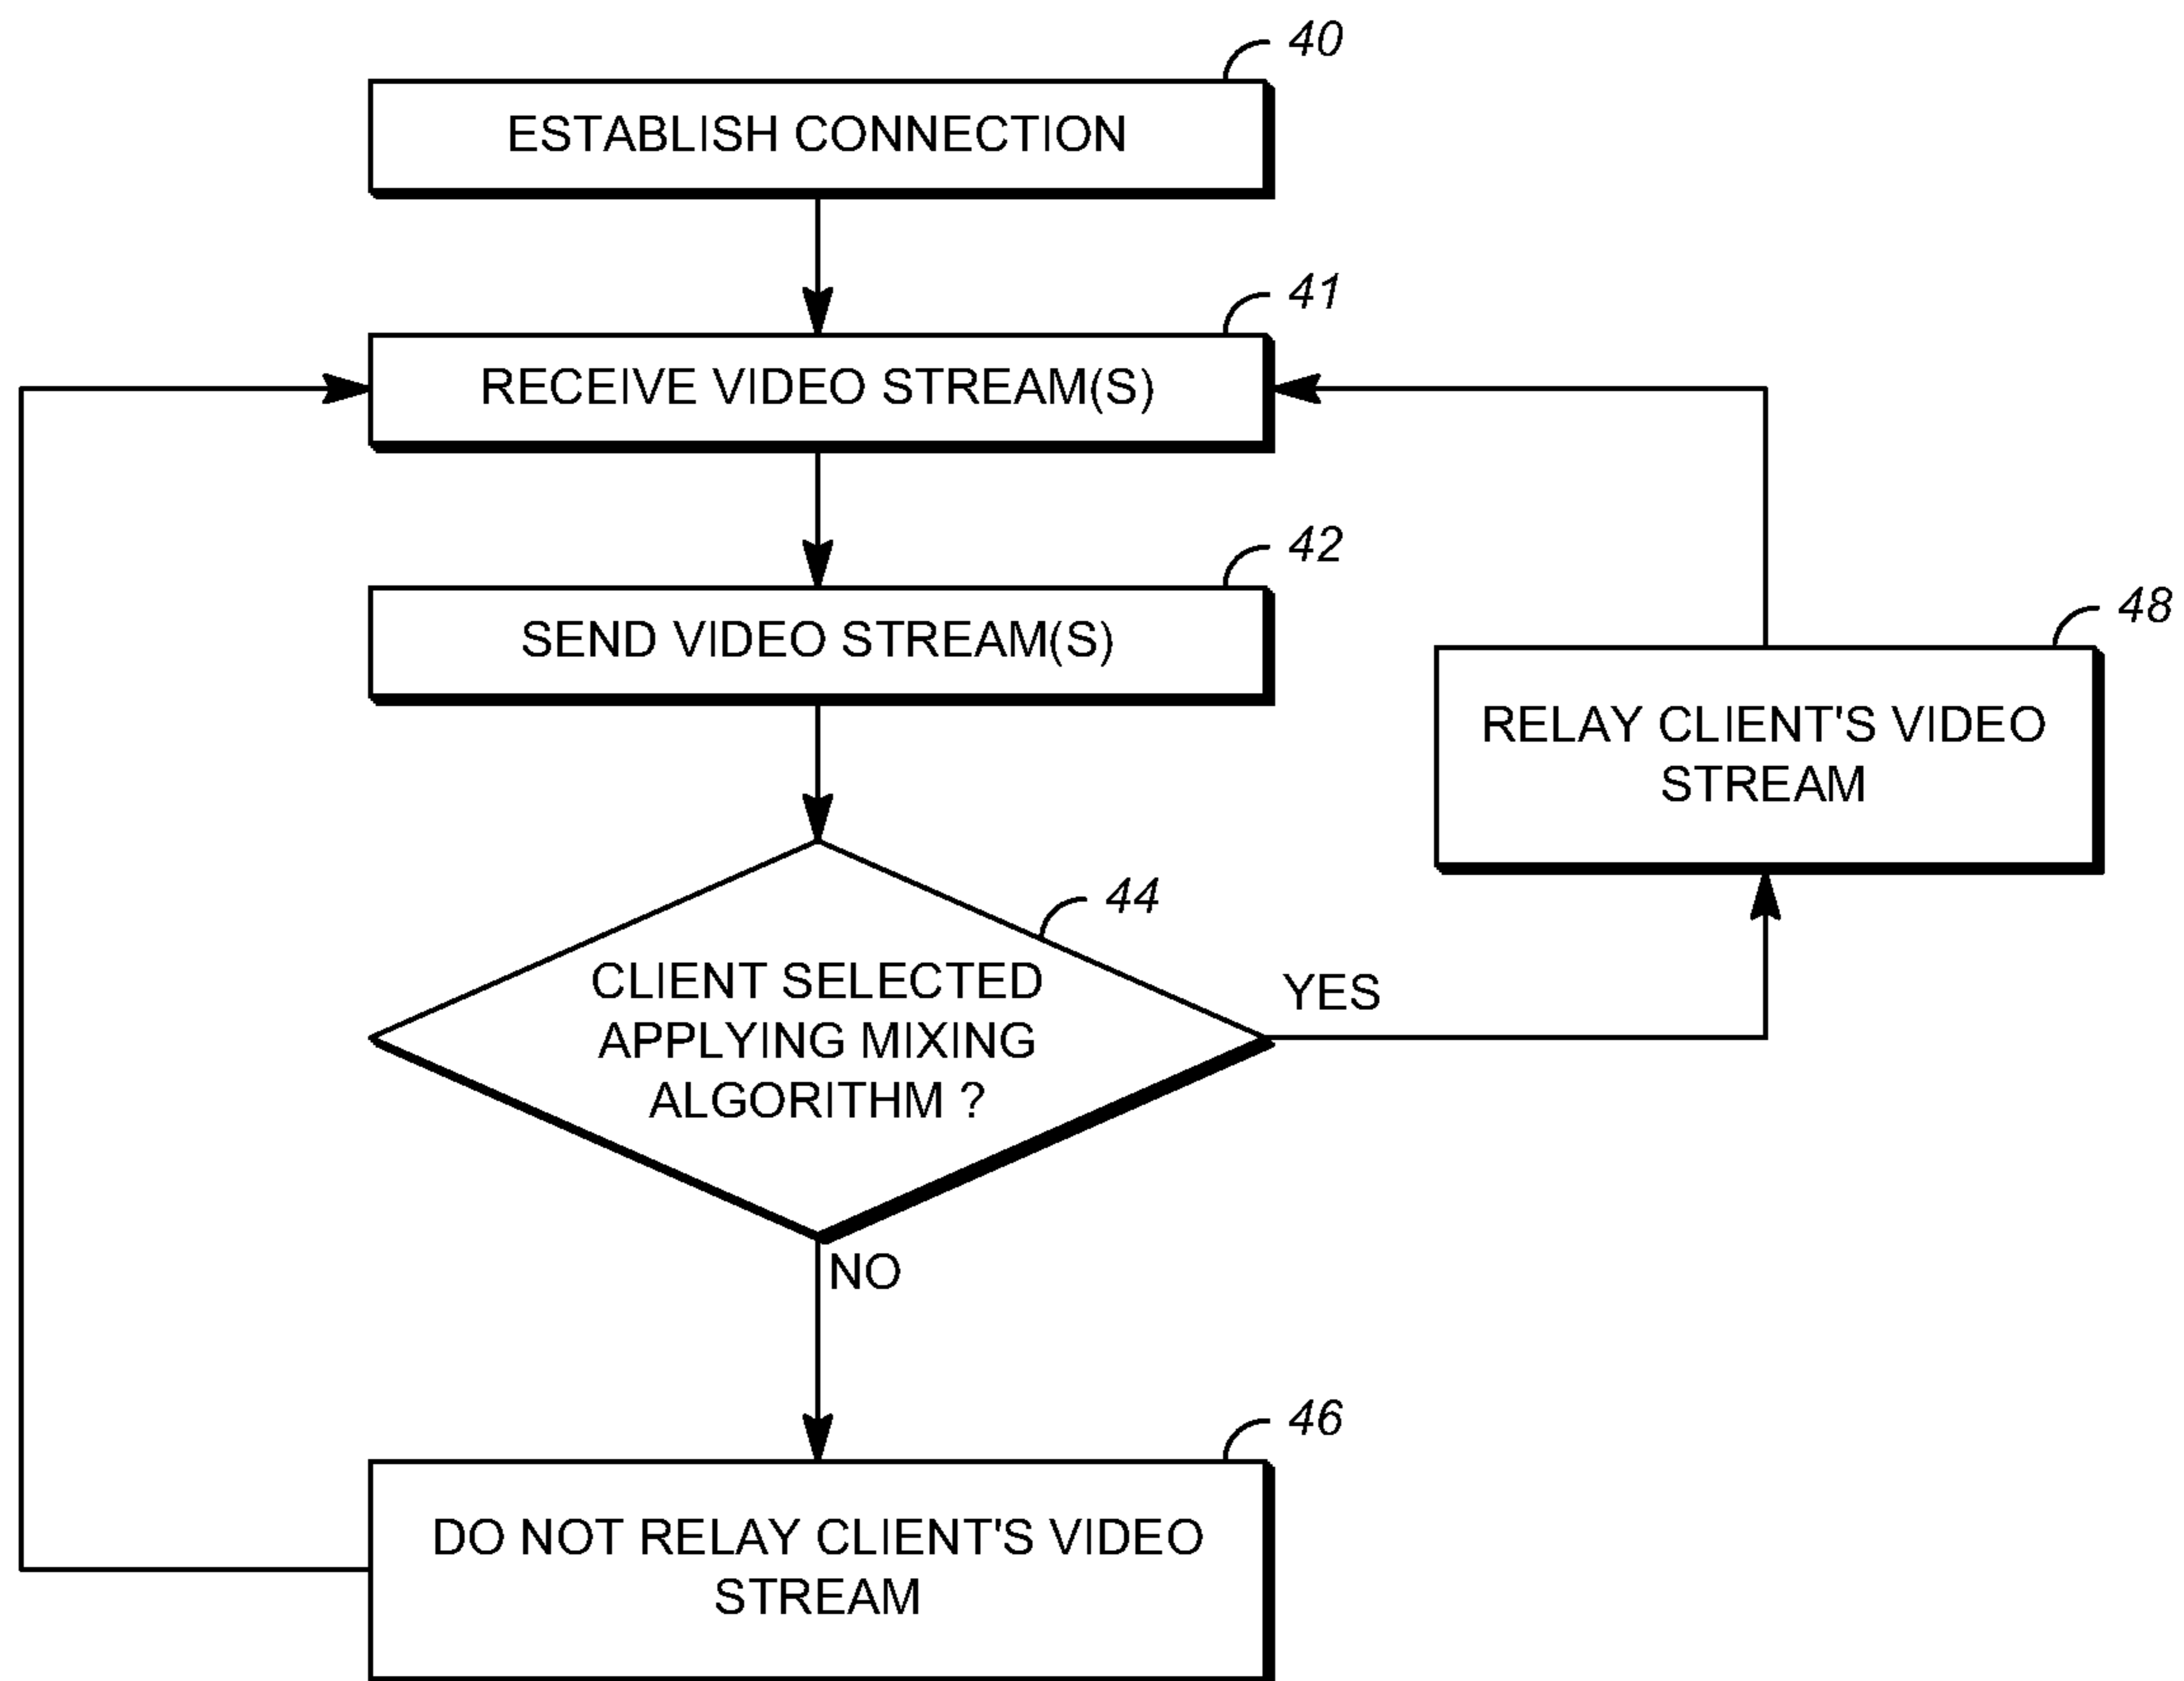 40
ESTABLISH CONNECTION
41
RECEIVE VIDEO STREAM(S)
42
SEND VIDEO STREAM(S)
48
RELAY CLIENT'S VIDEO
STREAM
44
CLIENT SELECTED
APPLYING MIXING
ALGORITHM ?
YES
NO
46
DO NOT RELAY CLIENT'S VIDEO
STREAM